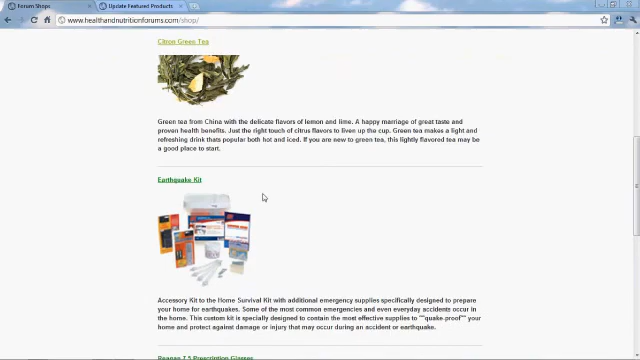 Forum Shops
Update Featured Products
www.healthandnutritionforums.com/shop/
Citron Green Tea
Green tea from China with the delicate flavors of lemon and lime. A happy marriage of great taste and
proven health benefits. Just the right touch of citrus flavors to liven up the cup. Green tea makes a light and
refreshing drink thats popular both hot and iced. If you are new to green tea, this lightly flavored tea may be
a good place to start.
Earthquake Kit
Accessory Kit to the Home Survival Kit with additional emergency supplies specifically designed to prepare
your home for earthquakes. Some of the most common emergencies and even everyday accidents occur in
the home. This custom kit is specially designed to contain the most effective supplies to ""quake-proof"" your
home and protect against damage or injury that may occur during an accident or earthquake.
Reagan 7.5 Prescription Glasses